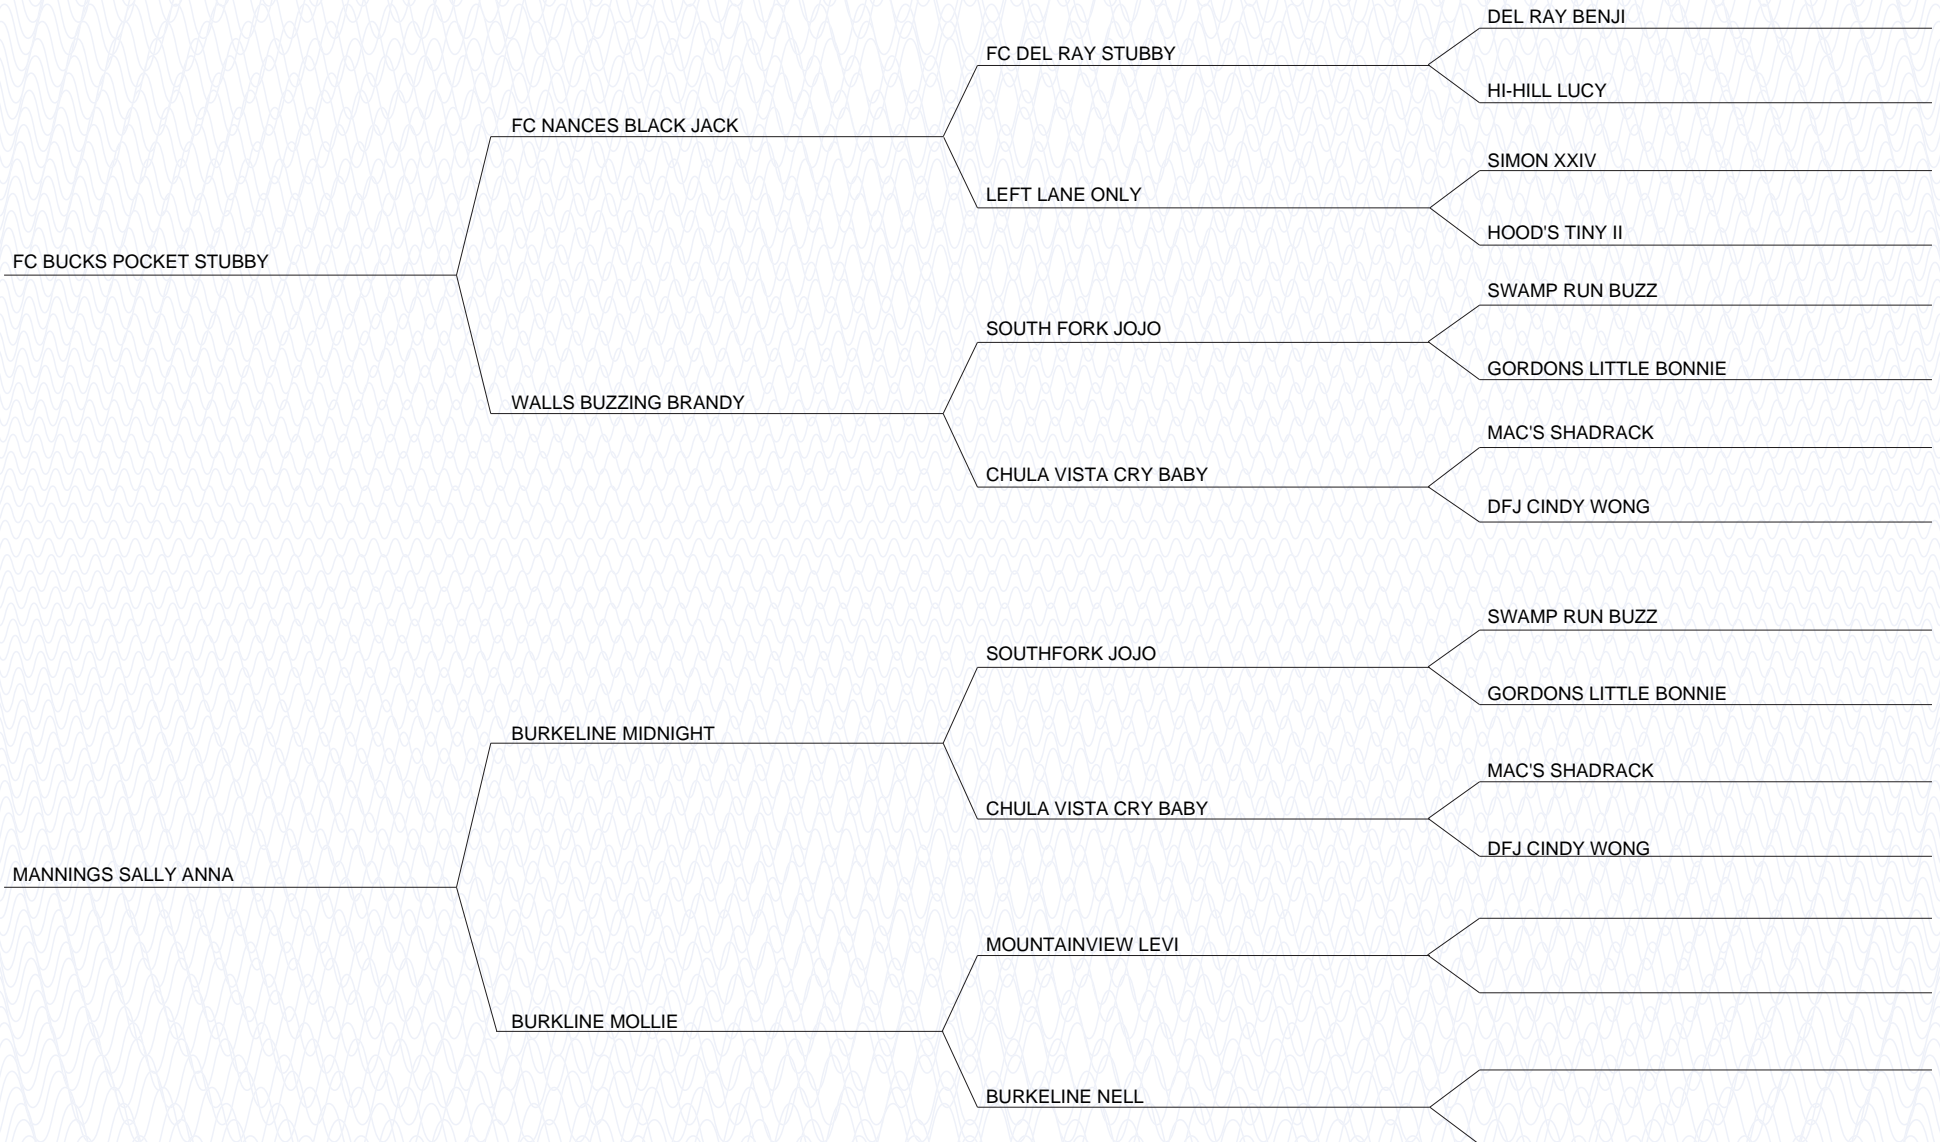 DEL RAY BENJI
FC DEL RAY STUBBY
HI-HILL LUCY
FC NANCES BLACK JACK
SIMON XXIV
LEFT LANE ONLY
HOOD'S TINY II
FC BUCKS POCKET STUBBY
SWAMP RUN BUZZ
SOUTH FORK JOJO
GORDONS LITTLE BONNIE
WALLS BUZZING BRANDY
MAC'S SHADRACK
CHULA VISTA CRY BABY
DFJ CINDY WONG
SWAMP RUN BUZZ
SOUTHFORK JOJO
GORDONS LITTLE BONNIE
BURKELINE MIDNIGHT
MAC'S SHADRACK
CHULA VISTA CRY BABY
DFJ CINDY WONG
MANNINGS SALLY ANNA
MOUNTAINVIEW LEVI
BURKLINE MOLLIE
BURKELINE NELL